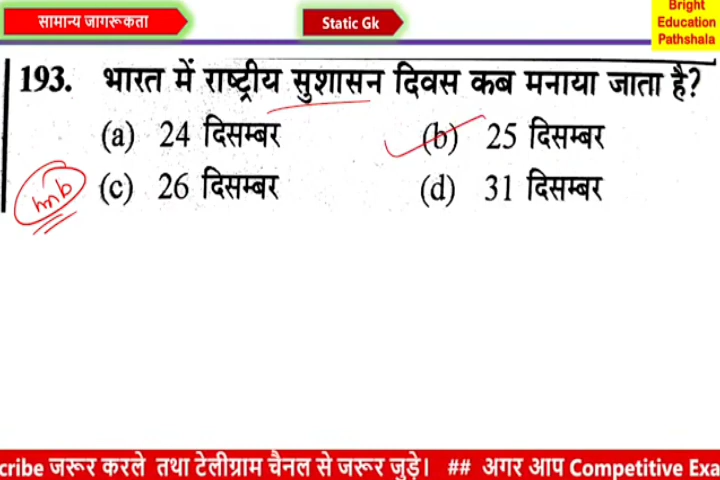 सामान्य जागरूकता
Static Gk
Bright
Education
Pathshala
193. भारत में राष्ट्रीय सुशासन दिवस कब मनाया जाता है?
(a) 24 दिसम्बर (b) 25 दिसम्बर
(c) 26 दिसम्बर (d) 31 दिसम्बर
cribe जरूर करले तथा टेलीग्राम चैनल से जरूर जुड़े। ## अगर आप Competitive Exa